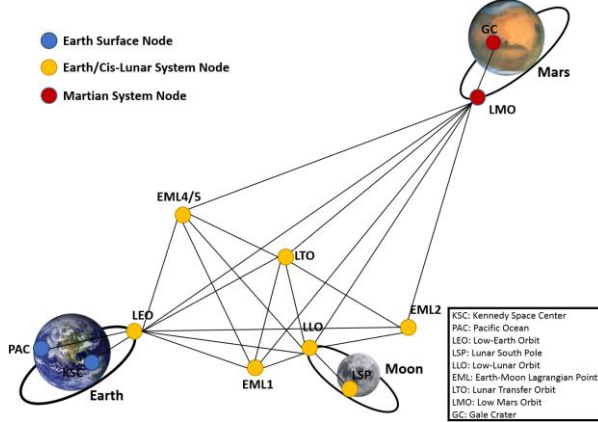 GC
Mars
LMO
Earth Surface Node
Earth/Cis-Lunar System Node
Martian System Node
EML4/5
LTO
LEO
EML2
LLO
PAC
KSC
Earth
EML1
LSP
Moon
KSC: Kennedy Space Center
PAC: Pacific Ocean
LEO: Low-Earth Orbit
LSP: Lunar South Pole
LLO: Low-Lunar Orbit
EML: Earth-Moon Lagrangian Points
LTO: Lunar Transfer Orbit
LMO: Low Mars Orbit
GC: Gale Crater